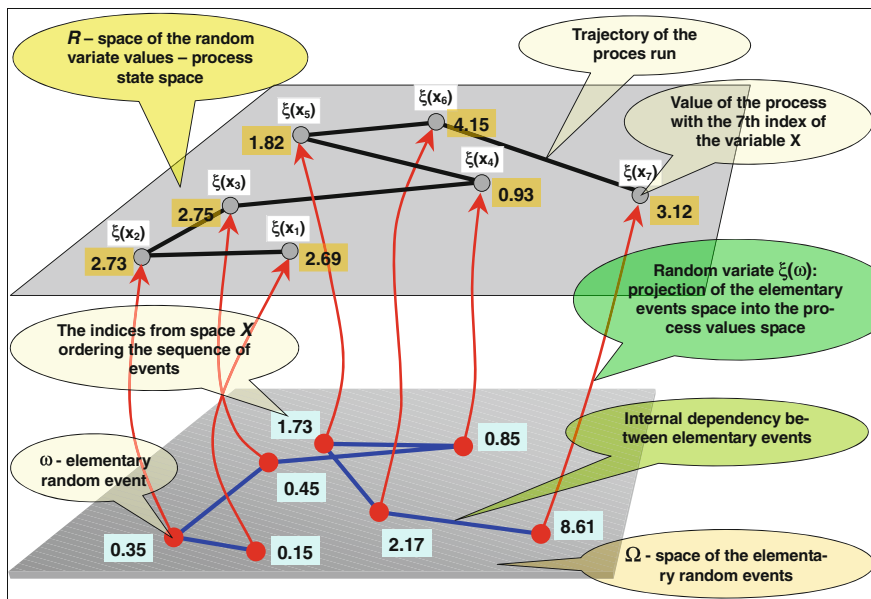 R – space of the random
variate values – process
state space
Trajectory of the
proces run
Value of the process
with the 7th index of
the variable X
ξ(x₆)
ξ(x₅)
4.15
1.82
ξ(x₄)
ξ(x₇)
ξ(x₃)
0.93
2.75
3.12
ξ(x₂)
ξ(x₁)
2.73
2.69
Random variate ξ(ω):
projection of the elementary
events space into the pro-
cess values space
The indices from space X
ordering the sequence of
events
1.73
0.85
Internal dependency be-
tween elementary events
ω - elementary
random event
0.45
0.35
0.15
2.17
8.61
Ω - space of the elementa-
ry random events